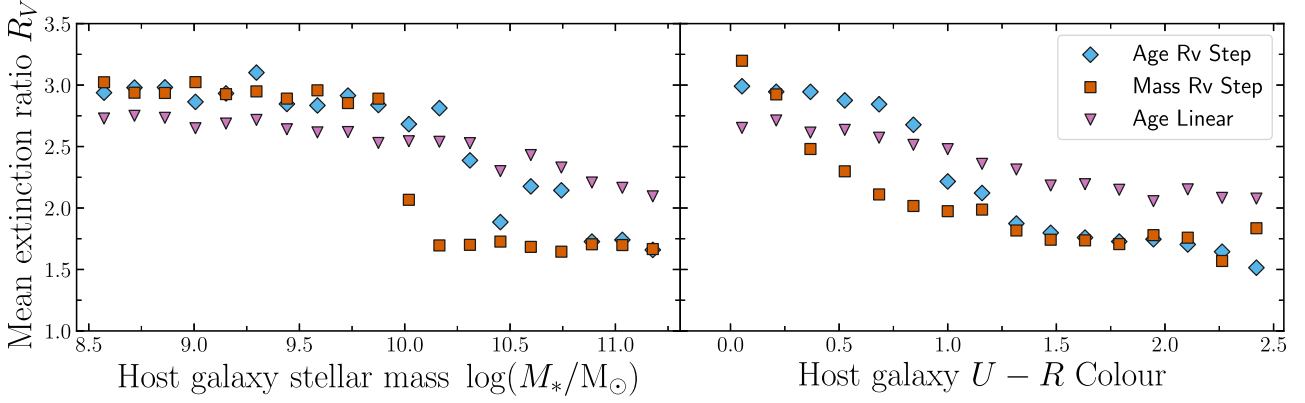 Mean extinction ratio R_V
3.5
3.0
2.5
2.0
1.5
1.0
8.5 9.0 9.5 10.0 10.5 11.0
Host galaxy stellar mass log(M_*/M_⊙)
Age Rv Step
Mass Rv Step
Age Linear
0.0 0.5 1.0 1.5 2.0 2.5
Host galaxy U − R Colour